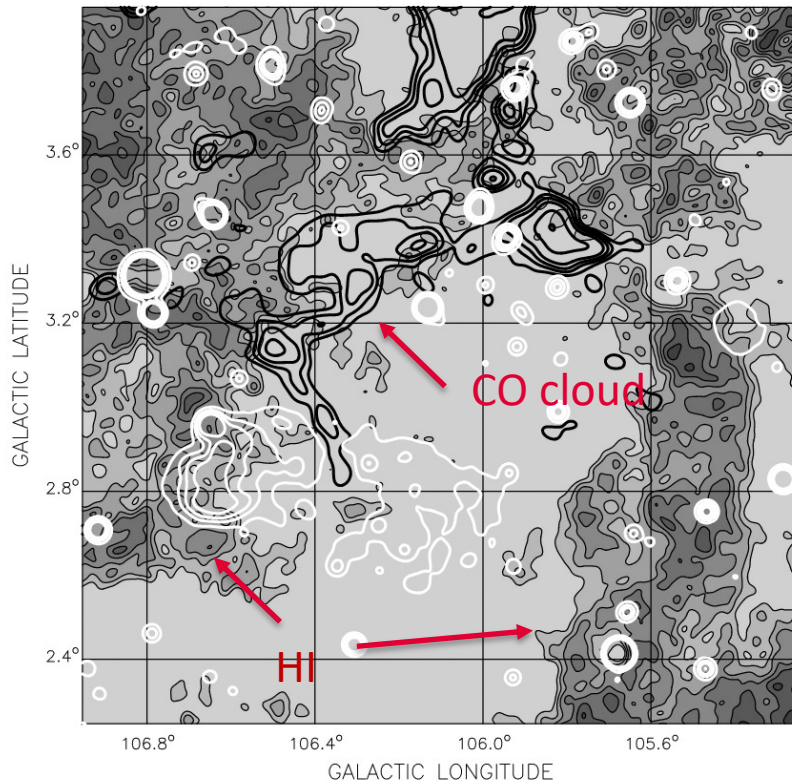 3.6°
3.2°
2.8°
2.4°
GALACTIC LATITUDE
CO cloud
HI
106.8°
106.4°
106.0°
105.6°
GALACTIC LONGITUDE